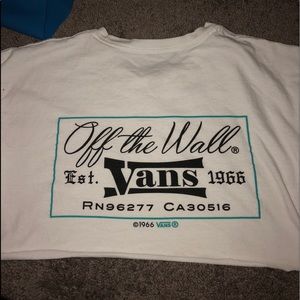 Off the Wall®
Est. Vans 1966
RN96277 CA30516
©1966 VANS®